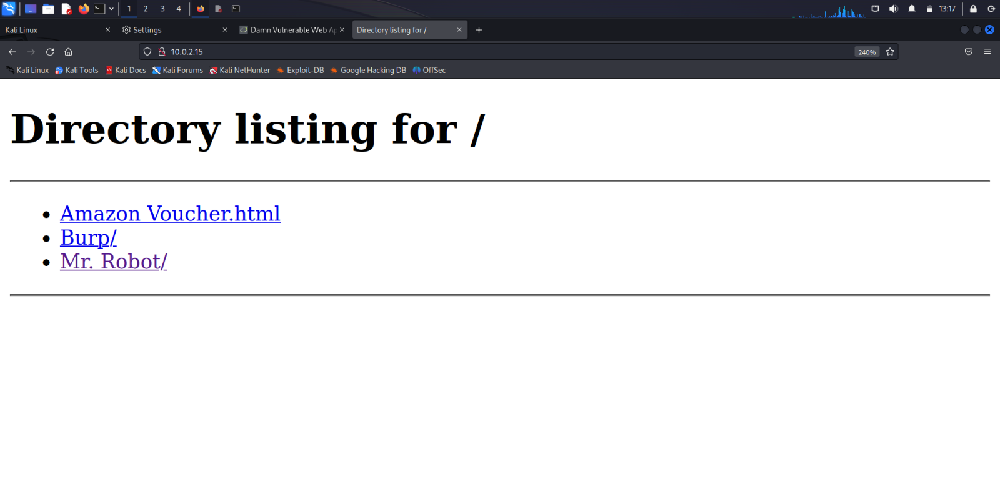 1 2 3 4 13:17
Kali Linux Settings Damn Vulnerable Web Ap Directory listing for /
10.0.2.15 240%
Kali Linux Kali Tools Kali Docs Kali Forums Kali NetHunter Exploit-DB Google Hacking DB OffSec
Directory listing for /
Amazon Voucher.html
Burp/
Mr. Robot/